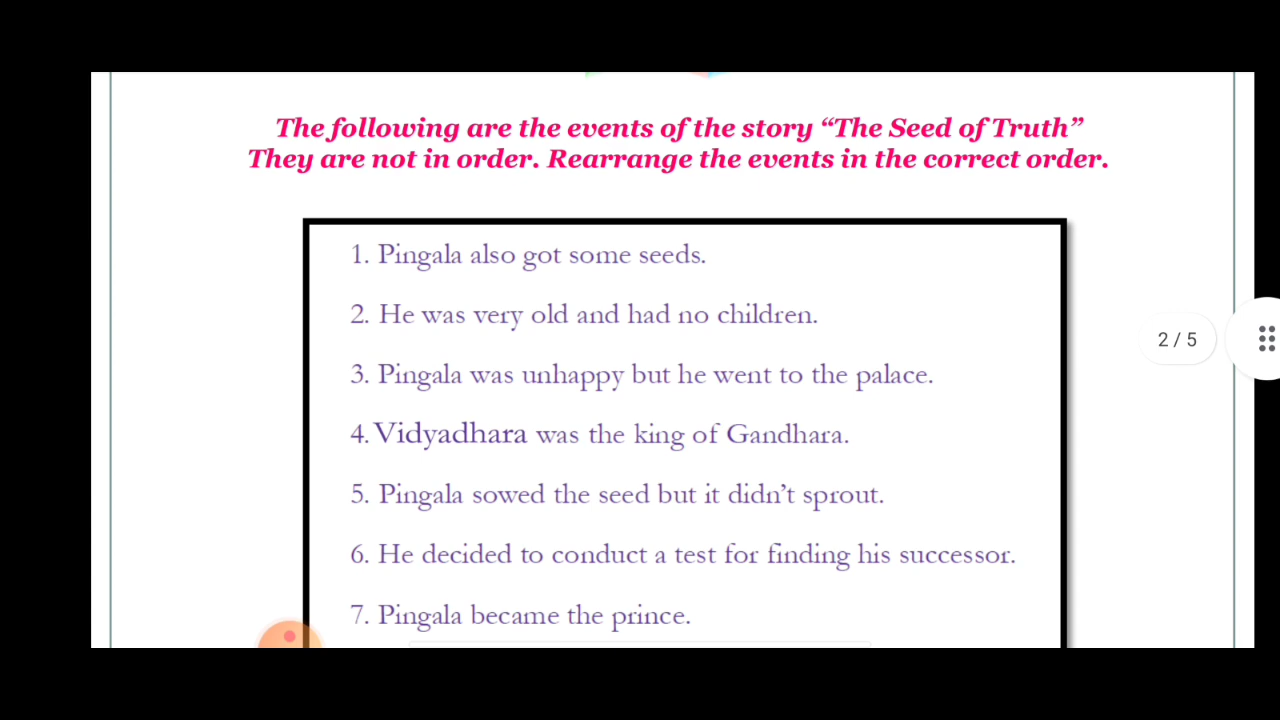 The following are the events of the story “The Seed of Truth”
They are not in order. Rearrange the events in the correct order.
1. Pingala also got some seeds.
2. He was very old and had no children.
3. Pingala was unhappy but he went to the palace.
2 / 5
4. Vidyadhara was the king of Gandhara.
5. Pingala sowed the seed but it didn’t sprout.
6. He decided to conduct a test for finding his successor.
7. Pingala became the prince.